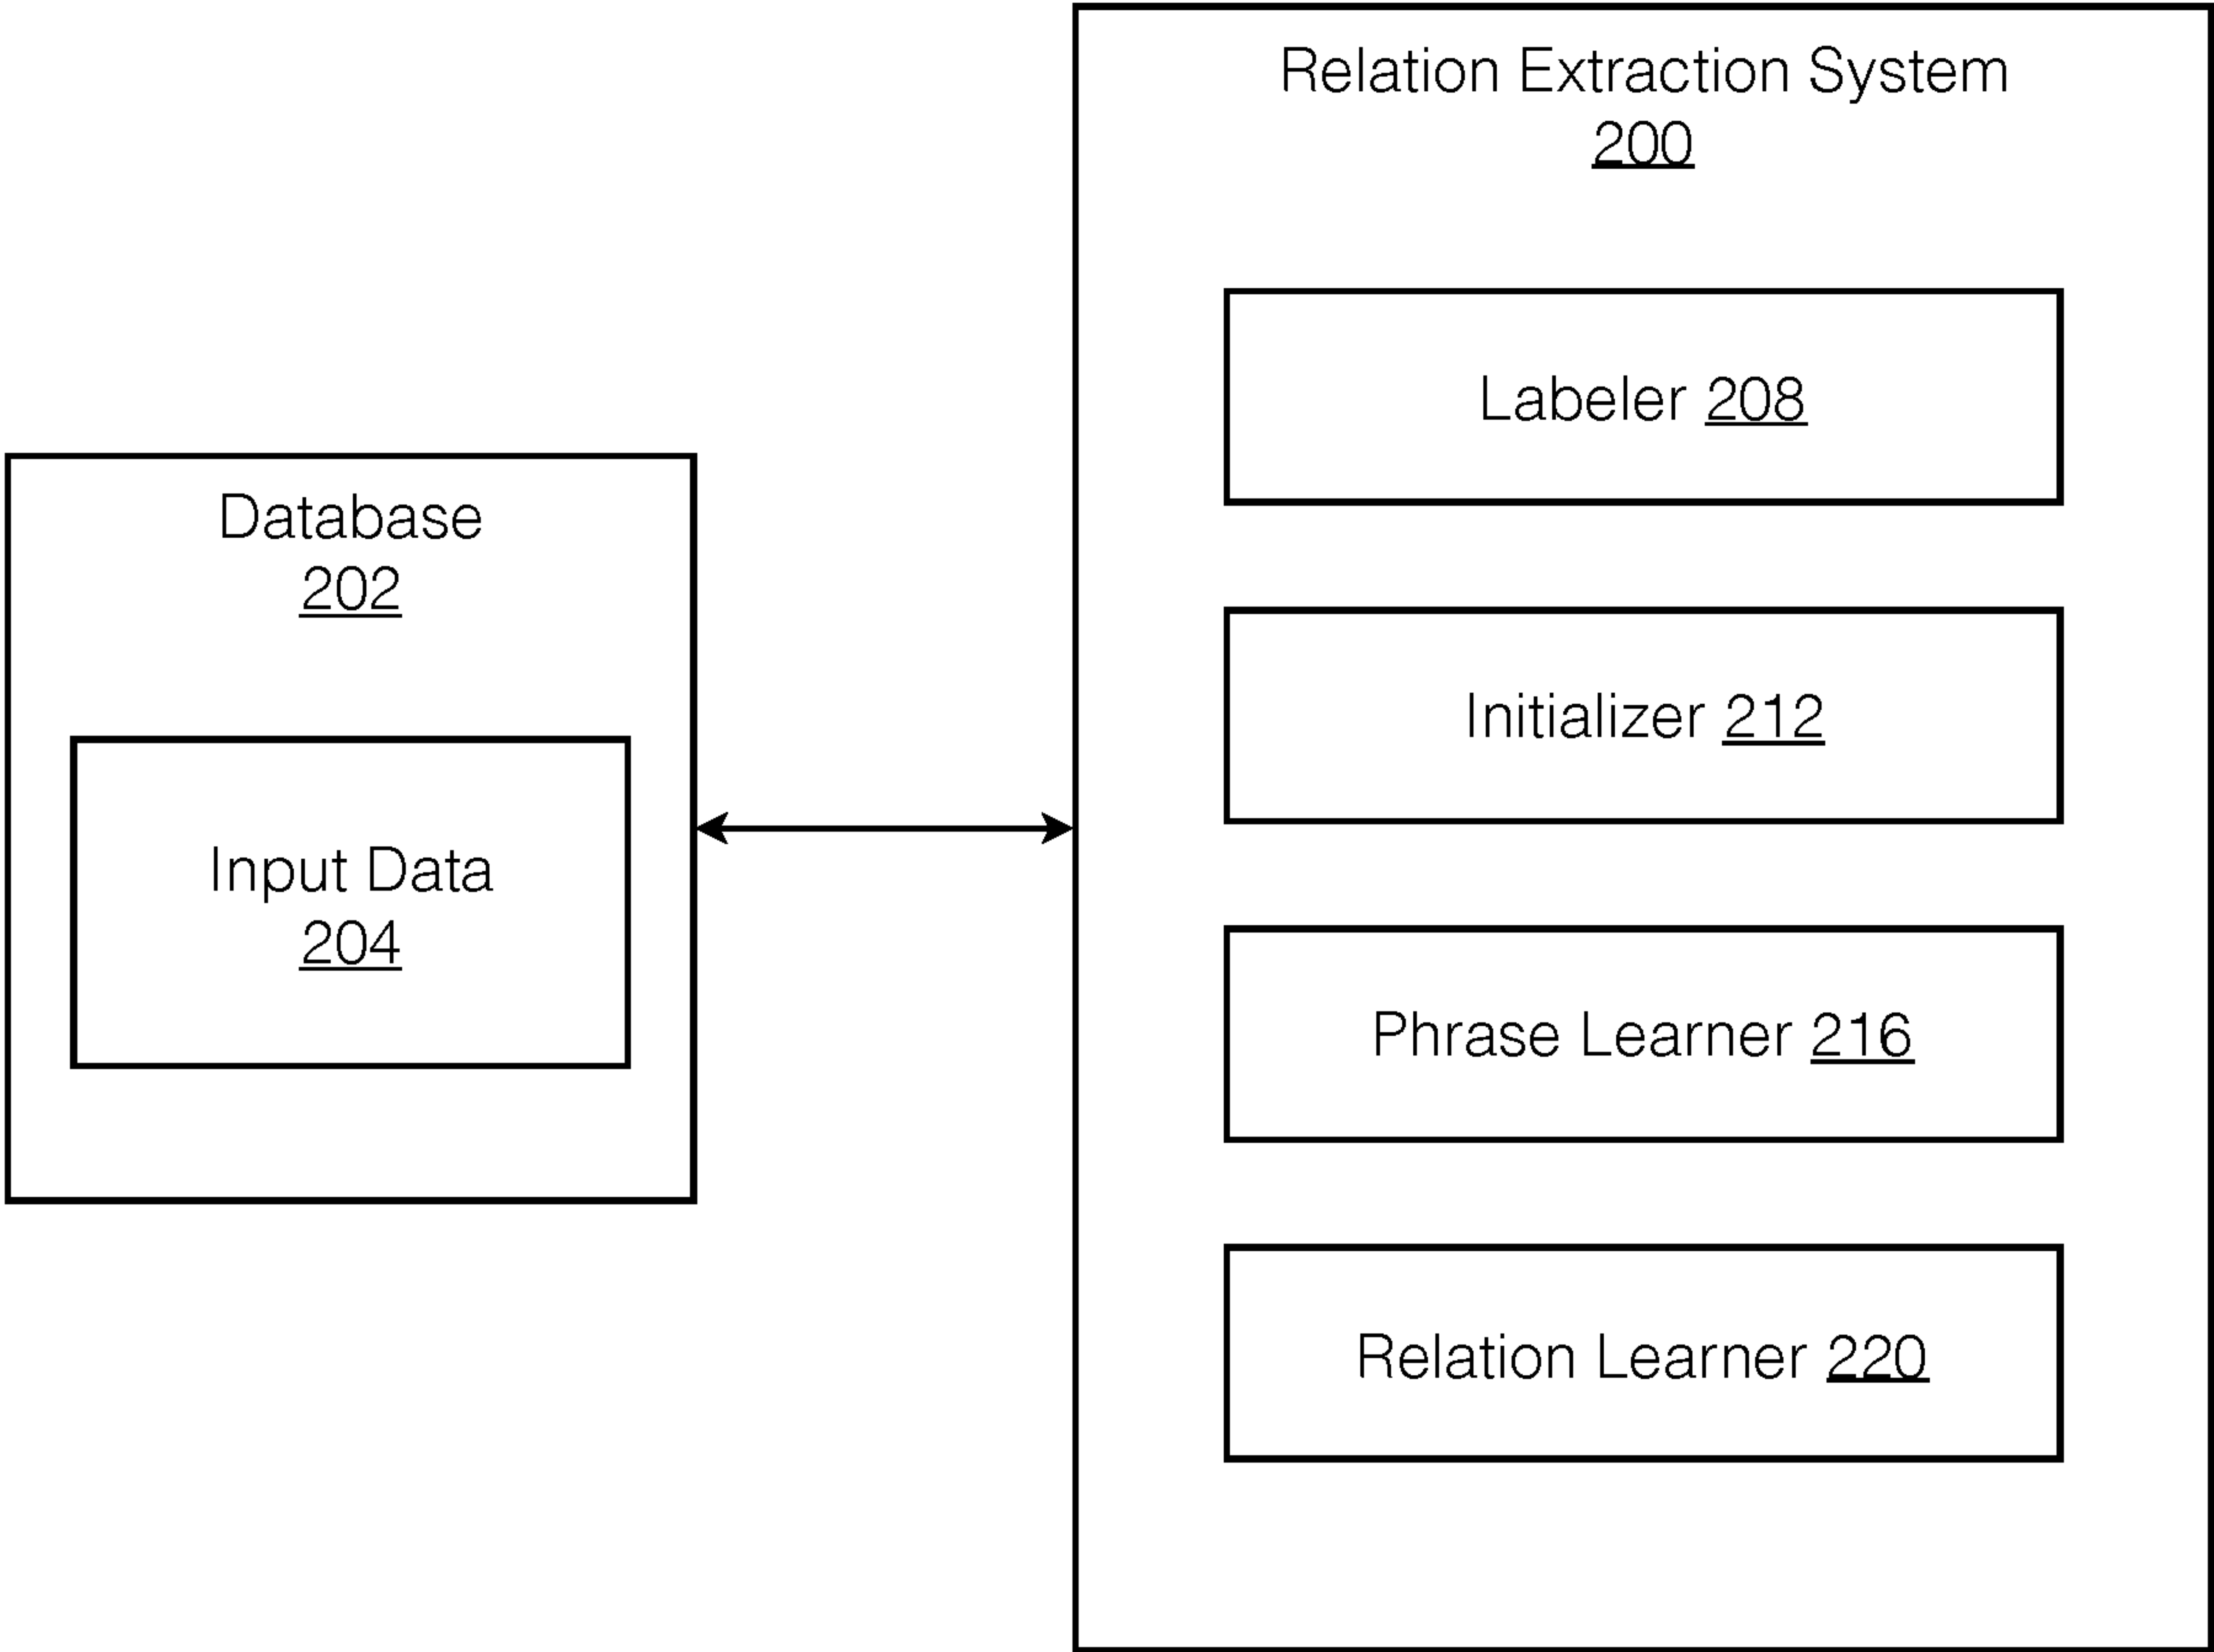 Relation Extraction System
200
Labeler 208
Database
202
Initializer 212
Input Data
204
Phrase Learner 216
Relation Learner 220